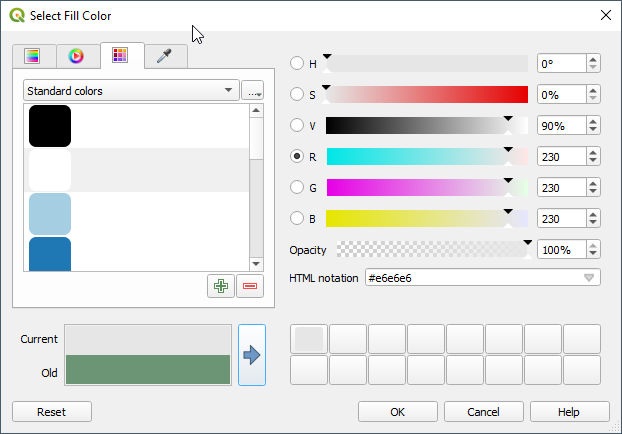 Select Fill Color
Standard colors
...
H 0°
S 0%
V 90%
R 230
G 230
B 230
Opacity 100%
HTML notation #e6e6e6
Current
Old
Reset OK Cancel Help